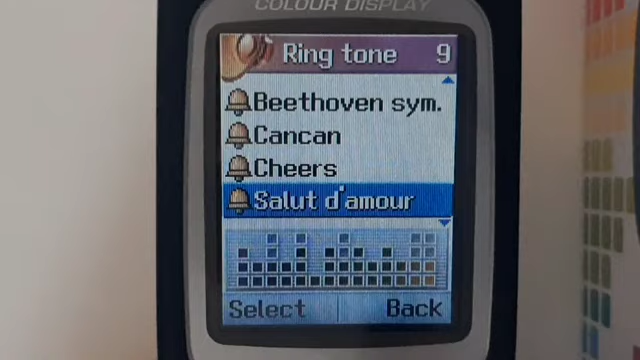 COLOUR DISPLAY
Ring tone 9
Beethoven sym.
Cancan
Cheers
Salut d'amour
Select Back